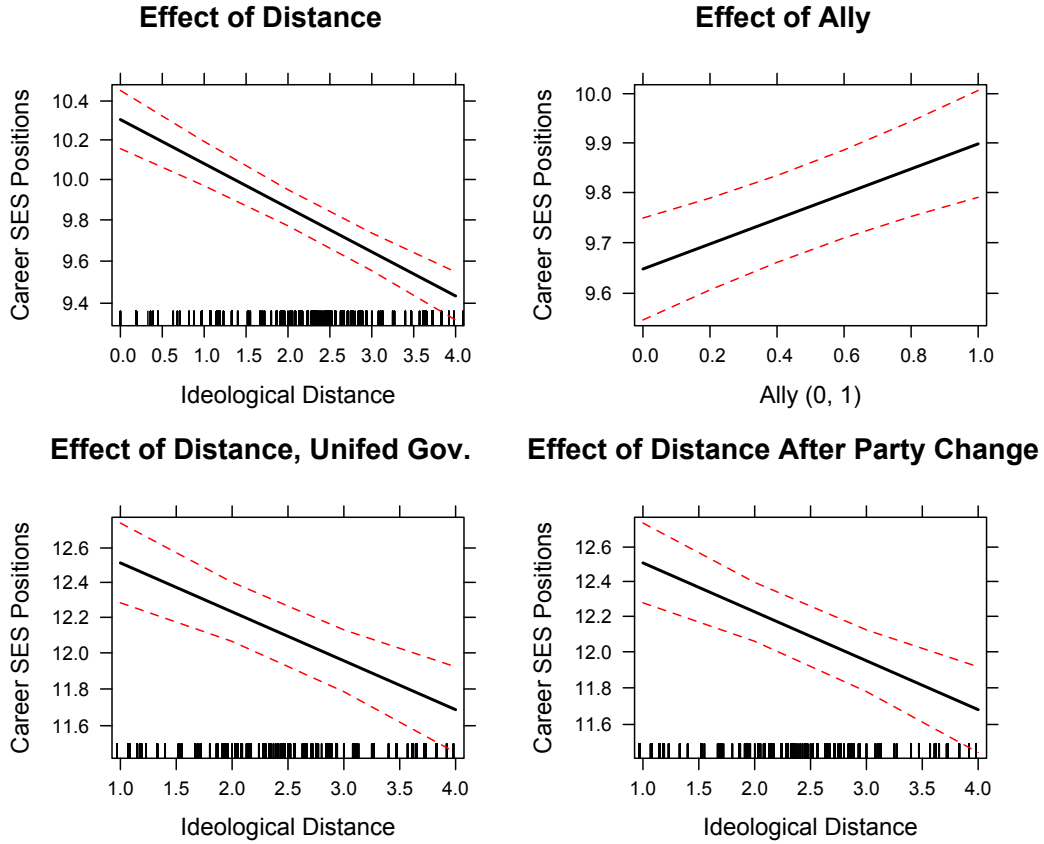 Effect of Distance
Career SES Positions
10.4
10.2
10.0
9.8
9.6
9.4
0.0 0.5 1.0 1.5 2.0 2.5 3.0 3.5 4.0
Ideological Distance
Effect of Ally
Career SES Positions
10.0
9.9
9.8
9.7
9.6
0.0 0.2 0.4 0.6 0.8 1.0
Ally (0, 1)
Effect of Distance, Unifed Gov.
Career SES Positions
12.6
12.4
12.2
12.0
11.8
11.6
1.0 1.5 2.0 2.5 3.0 3.5 4.0
Ideological Distance
Effect of Distance After Party Change
Career SES Positions
12.6
12.4
12.2
12.0
11.8
11.6
1.0 1.5 2.0 2.5 3.0 3.5 4.0
Ideological Distance